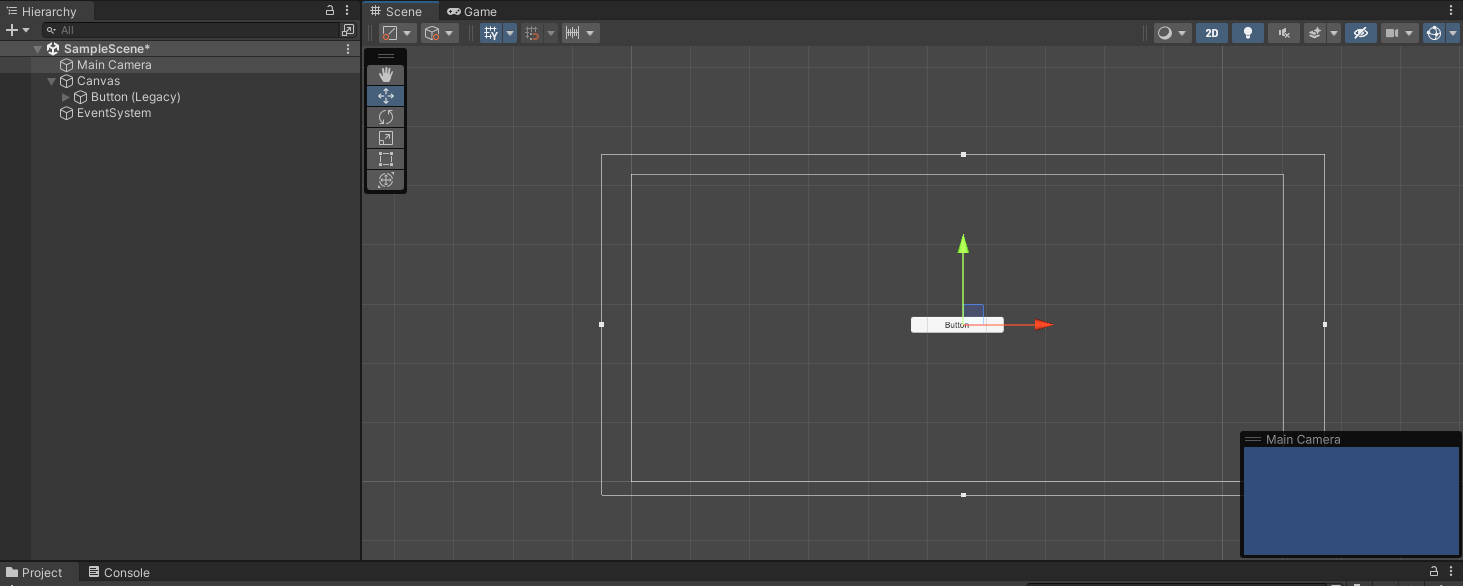 Hierarchy
Scene
Game
All
2D
SampleScene*
Main Camera
Canvas
Button (Legacy)
EventSystem
Button
Main Camera
Project
Console